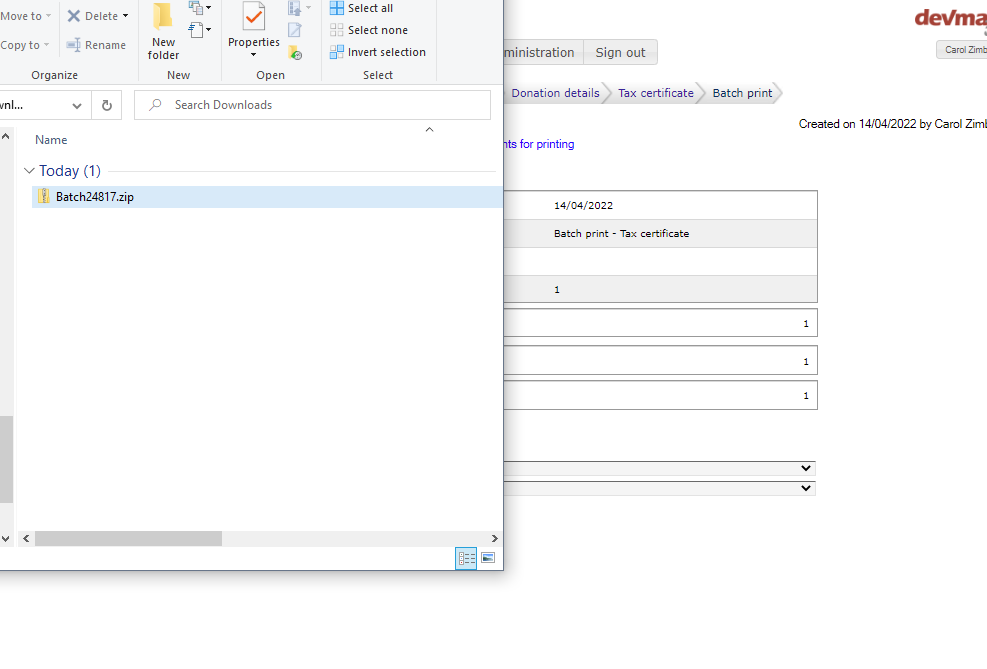 Move to
Delete
Copy to
Rename
New
folder
Properties
Select all
Select none
Invert selection
Organize
New
Open
Select
wnl...
Search Downloads
Name
Today (1)
Batch24817.zip
devma
Carol Zimb
ministration
Sign out
Donation details
Tax certificate
Batch print
Created on 14/04/2022 by Carol Zimb
nts for printing
14/04/2022
Batch print - Tax certificate
1
1
1
1